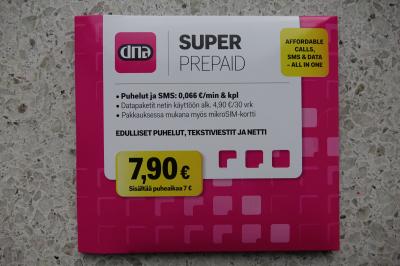 dna
SUPER
PREPAID
AFFORDABLE
CALLS,
SMS & DATA
– ALL IN ONE
• Puhelut ja SMS: 0,066 €/min & kpl
• Datapaketit netin käyttöön alk. 4,90 €/30 vrk
• Pakkauksessa mukana myös mikroSIM-kortti
EDULLISET PUHELUT, TEKSTIVIESTIT JA NETTI
7,90 €
Sisältää puheaikaa 7 €